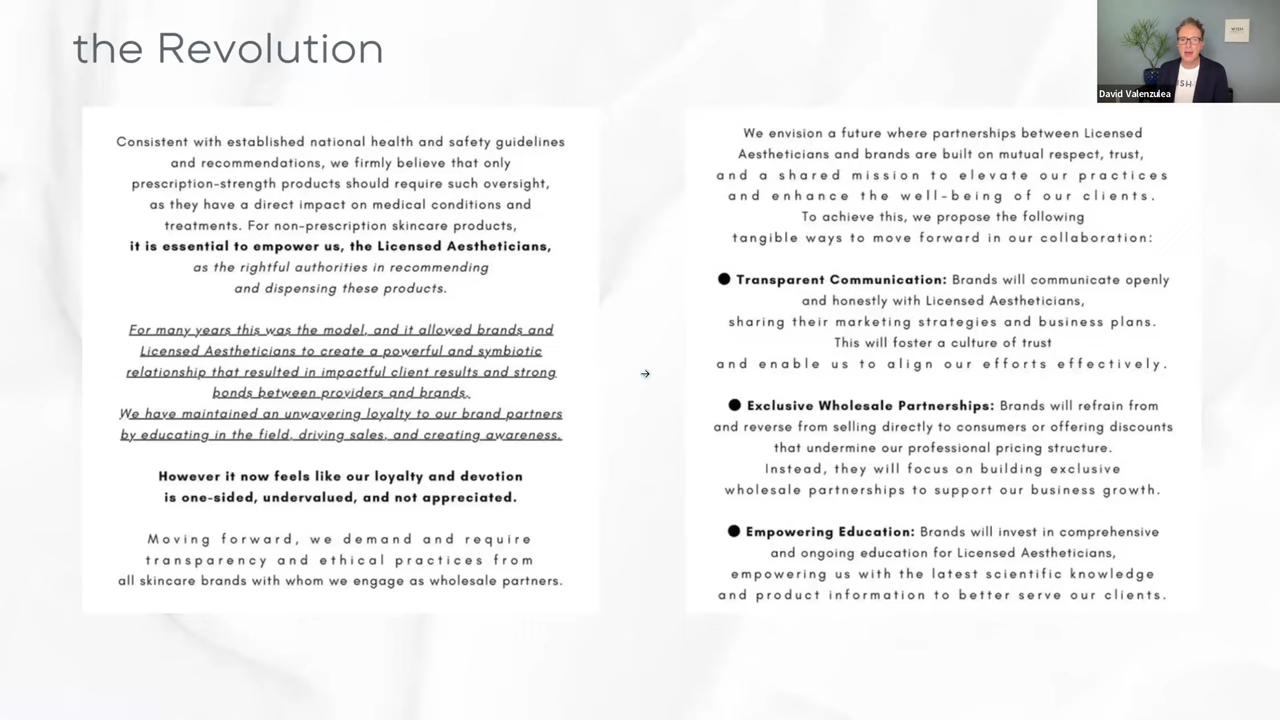 the Revolution
Consistent with established national health and safety guidelines
and recommendations, we firmly believe that only
prescription-strength products should require such oversight,
as they have a direct impact on medical conditions and
treatments. For non-prescription skincare products,
it is essential to empower us, the Licensed Aestheticians,
as the rightful authorities in recommending
and dispensing these products.
For many years this was the model, and it allowed brands and
Licensed Aestheticians to create a powerful and symbiotic
relationship that resulted in impactful client results and strong
bonds between providers and brands.
We have maintained an unwavering loyalty to our brand partners
by educating in the field, driving sales, and creating awareness.
However it now feels like our loyalty and devotion
is one-sided, undervalued, and not appreciated.
Moving forward, we demand and require
transparency and ethical practices from
all skincare brands with whom we engage as wholesale partners.
We envision a future where partnerships between Licensed
Aestheticians and brands are built on mutual respect, trust,
and a shared mission to elevate our practices
and enhance the well-being of our clients.
To achieve this, we propose the following
tangible ways to move forward in our collaboration:
● Transparent Communication: Brands will communicate openly
and honestly with Licensed Aestheticians,
sharing their marketing strategies and business plans.
This will foster a culture of trust
and enable us to align our efforts effectively.
● Exclusive Wholesale Partnerships: Brands will refrain from
and reverse from selling directly to consumers or offering discounts
that undermine our professional pricing structure.
Instead, they will focus on building exclusive
wholesale partnerships to support our business growth.
● Empowering Education: Brands will invest in comprehensive
and ongoing education for Licensed Aestheticians,
empowering us with the latest scientific knowledge
and product information to better serve our clients.
David Valenzulea